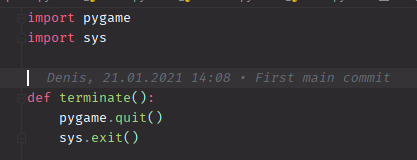 import pygame
import sys
Denis, 21.01.2021 14:08 • First main commit
def terminate():
    pygame.quit()
    sys.exit()